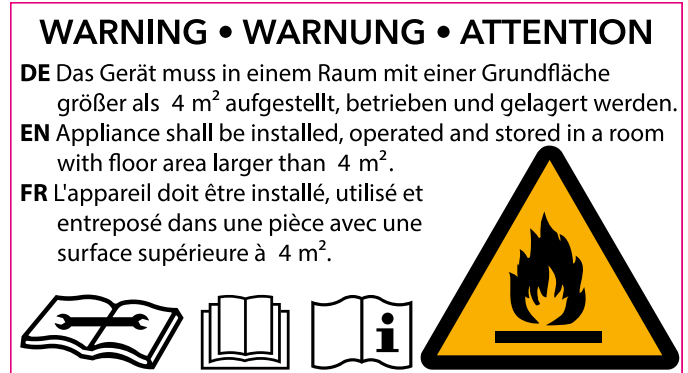 WARNING • WARNUNG • ATTENTION
DE Das Gerät muss in einem Raum mit einer Grundfläche
größer als 4 m² aufgestellt, betrieben und gelagert werden.
EN Appliance shall be installed, operated and stored in a room
with floor area larger than 4 m².
FR L'appareil doit être installé, utilisé et
entreposé dans une pièce avec une
surface supérieure à 4 m².
i